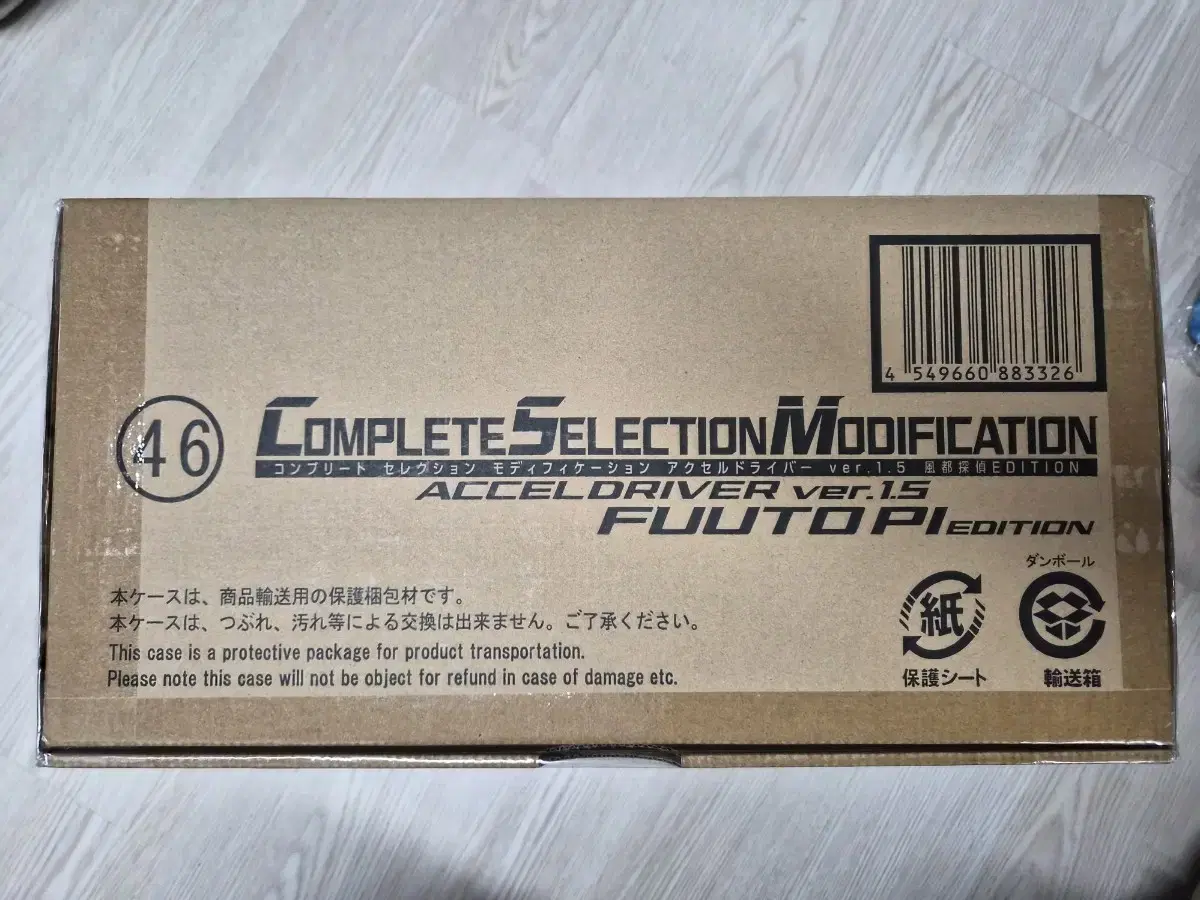 4 549660 883326
46
COMPLETE SELECTION MODIFICATION
コンプリート セレクション モディフィケーション アクセルドライバー ver.1.5 風都探偵EDITION
ACCELDRIVER ver.1.5
FUUTO PI EDITION
ダンボール
本ケースは、商品輸送用の保護梱包材です。
本ケースは、つぶれ、汚れ等による交換は出来ません。ご了承ください。
This case is a protective package for product transportation.
Please note this case will not be object for refund in case of damage etc.
紙
保護シート
輸送箱